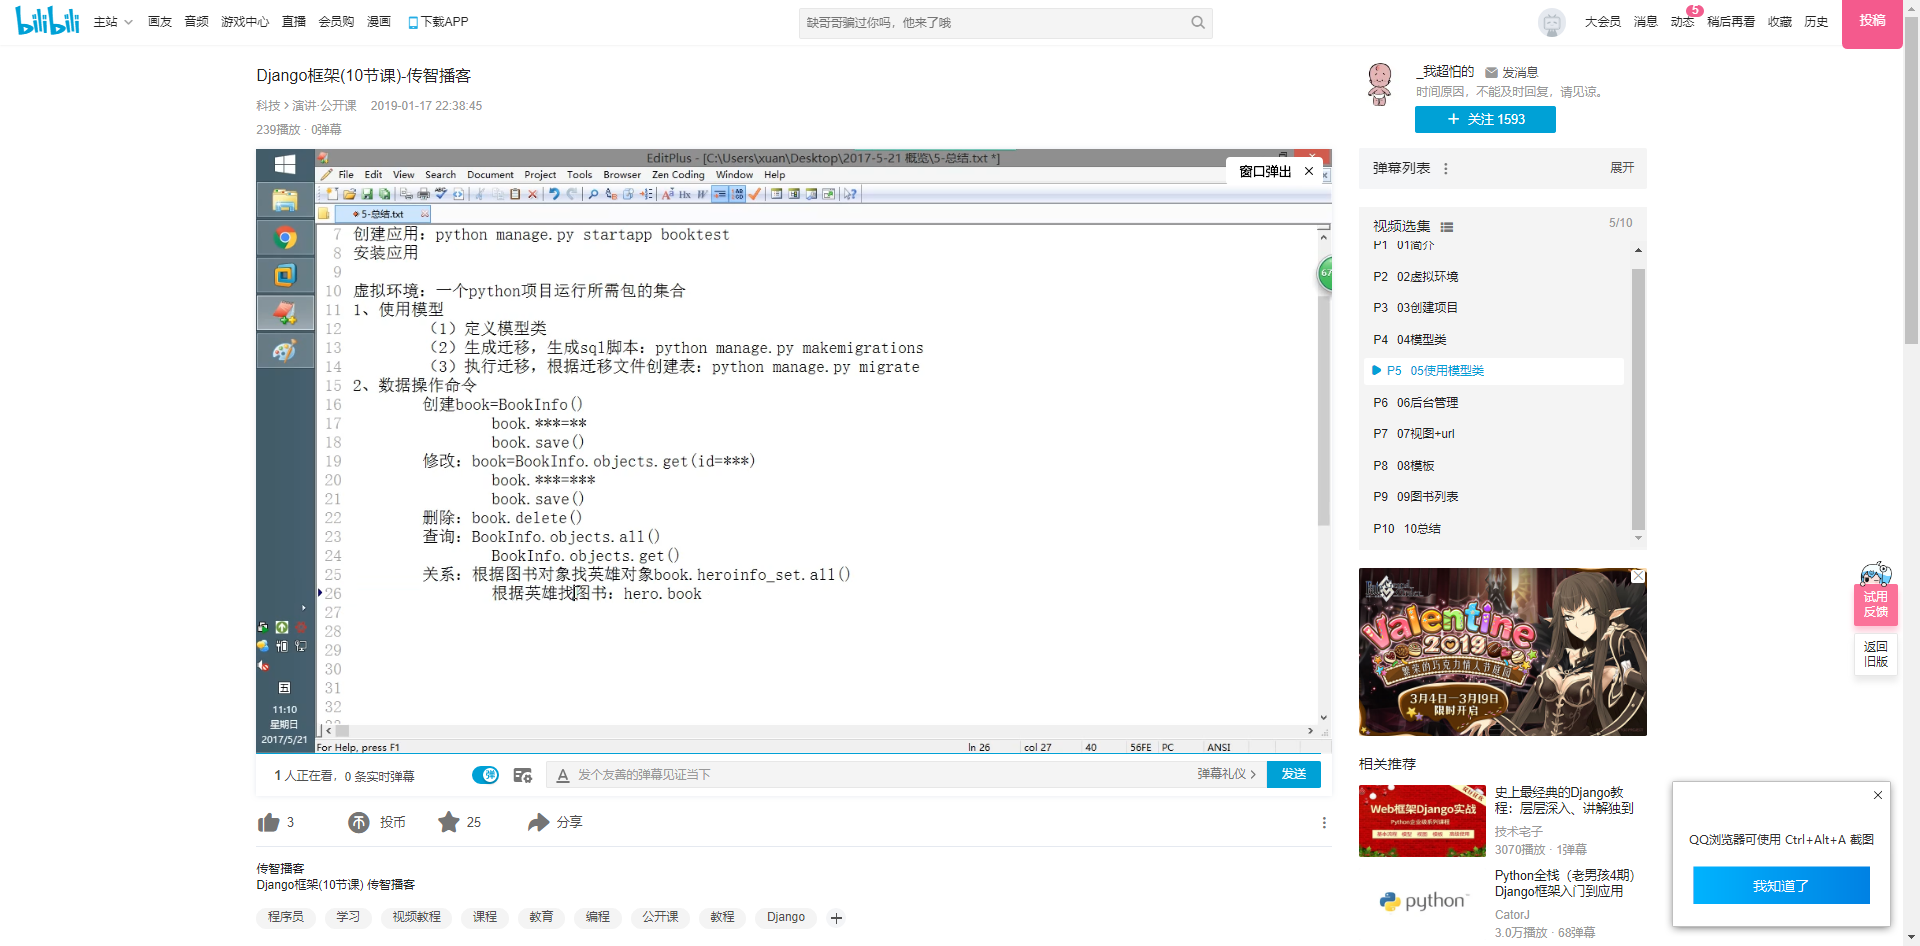 bilibili 主站 画友 音频 游戏中心 直播 会员购 漫画 下载APP
缺哥哥骗过你吗，他来了哦
大会员 消息 动态 5 稍后再看 收藏 历史 投稿
Django框架(10节课)-传智播客
科技 > 演讲·公开课 2019-01-17 22:38:45
239播放 · 0弹幕
_我超怕的 发消息
时间原因，不能及时回复，请见谅。
+ 关注 1593
EditPlus - [C:\Users\xuan\Desktop\2017-5-21 概览\5-总结.txt *]
File Edit View Search Document Project Tools Browser Zen Coding Window Help
窗口弹出 ×
5-总结.txt
7 创建应用：python manage.py startapp booktest
8 安装应用
9
10 虚拟环境：一个python项目运行所需包的集合
11 1、使用模型
12 （1）定义模型类
13 （2）生成迁移，生成sql脚本：python manage.py makemigrations
14 （3）执行迁移，根据迁移文件创建表：python manage.py migrate
15 2、数据操作命令
16 创建book=BookInfo()
17 book.***=**
18 book.save()
19 修改：book=BookInfo.objects.get(id=***)
20 book.***=***
21 book.save()
22 删除：book.delete()
23 查询：BookInfo.objects.all()
24 BookInfo.objects.get()
25 关系：根据图书对象找英雄对象book.heroinfo_set.all()
26 根据英雄找图书：hero.book
27
28
29
30
31
32
67
五
11:10
星期日
2017/5/21
For Help, press F1 ln 26 col 27 40 56FE PC ANSI
1 人正在看，0 条实时弹幕
弹
发个友善的弹幕见证当下
弹幕礼仪 >
发送
3 投币 25 分享
传智播客
Django框架(10节课) 传智播客
程序员 学习 视频教程 课程 教育 编程 公开课 教程 Django +
弹幕列表 展开
视频选集 5/10
P1 01简介
P2 02虚拟环境
P3 03创建项目
P4 04模型类
P5 05使用模型类
P6 06后台管理
P7 07视图+url
P8 08模板
P9 09图书列表
P10 10总结
Valentine
2019
繁荣的巧克力情人节庭园
3月4日—3月19日
限时开启
相关推荐
Web框架Django实战
Python企业级系列课程
史上最经典的Django教
程：层层深入、讲解独到
技术宅子
3070播放 · 1弹幕
python
Python全栈（老男孩4期）
Django框架入门到应用
CatorJ
3.0万播放 · 68弹幕
试用
反馈
返回
旧版
QQ浏览器可使用 Ctrl+Alt+A 截图
我知道了